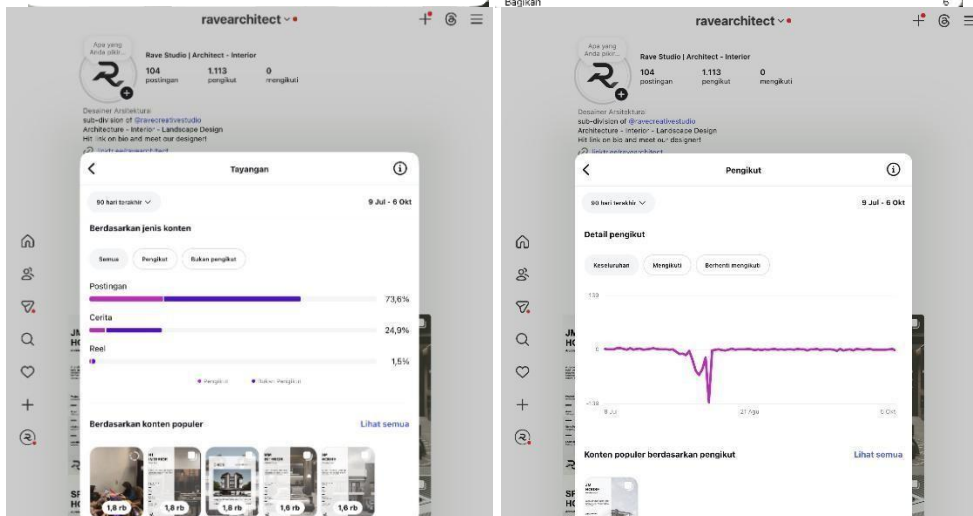 Bagikan
6
ravearchitect
Apa yang
Anda pikir...
Rave Studio | Architect - Interior
104 1.113 0
postingan pengikut mengikuti
Desainer Arsitektur
sub-division of @ravecreativestudio
Architecture - Interior - Landscape Design
Hit link on bio and meet our designer!
Tayangan
90 hari terakhir
9 Jul - 6 Okt
Berdasarkan jenis konten
Semua Pengikut Bukan pengikut
Postingan
73,6%
Cerita
24,9%
Reel
1,5%
Pengikut Bukan Pengikut
Berdasarkan konten populer Lihat semua
1,8 rb 1,8 rb 1,8 rb 1,6 rb 1,6 rb
ravearchitect
Apa yang
Anda pikir...
Rave Studio | Architect - Interior
104 1.113 0
postingan pengikut mengikuti
Desainer Arsitektur
sub-division of @ravecreativestudio
Architecture - Interior - Landscape Design
Hit link on bio and meet our designer!
Pengikut
90 hari terakhir
9 Jul - 6 Okt
Detail pengikut
Keseluruhan Mengikuti Berhenti mengikuti
0
21 Agu 6 Okt
Konten populer berdasarkan pengikut Lihat semua